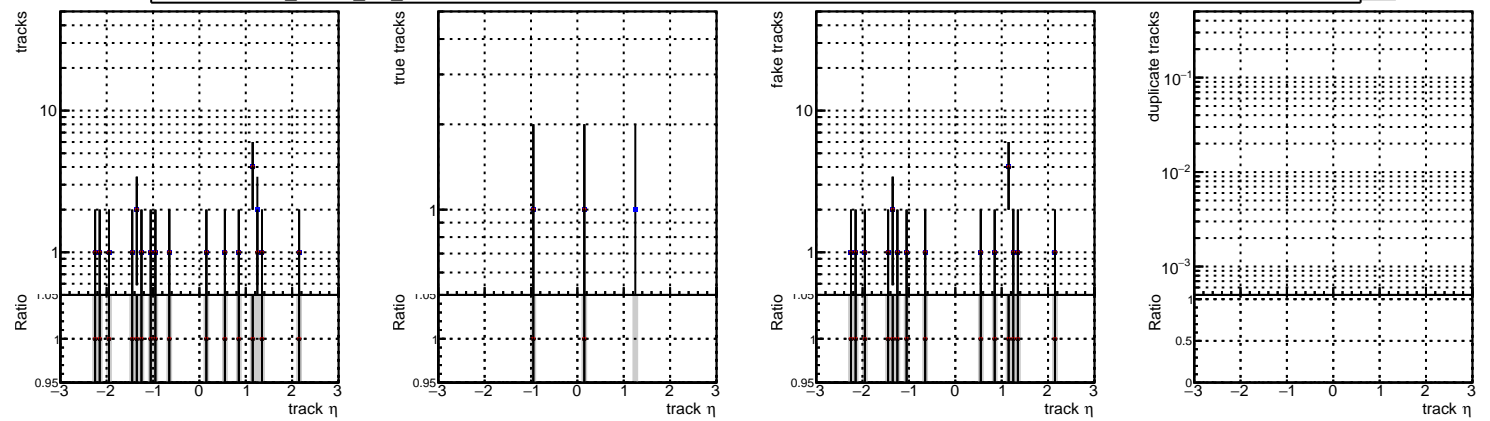 tracks
10
1
1.05
Ratio
1
0.95
−3 −2 −1 0 1 2 3
track η
true tracks
1
1.05
Ratio
1
0.95
−3 −2 −1 0 1 2 3
track η
fake tracks
10
1
1.05
Ratio
1
0.95
−3 −2 −1 0 1 2 3
track η
duplicate tracks
10⁻¹
10⁻²
10⁻³
Ratio
1
0.5
0
−3 −2 −1 0 1 2 3
track η